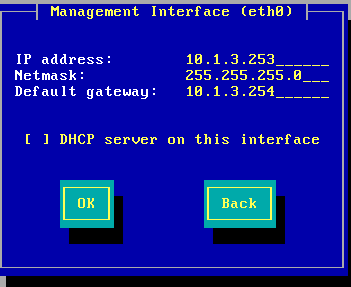 Management Interface (eth0)
IP address: 10.1.3.253______
Netmask: 255.255.255.0___
Default gateway: 10.1.3.254______
[ ] DHCP server on this interface
OK Back